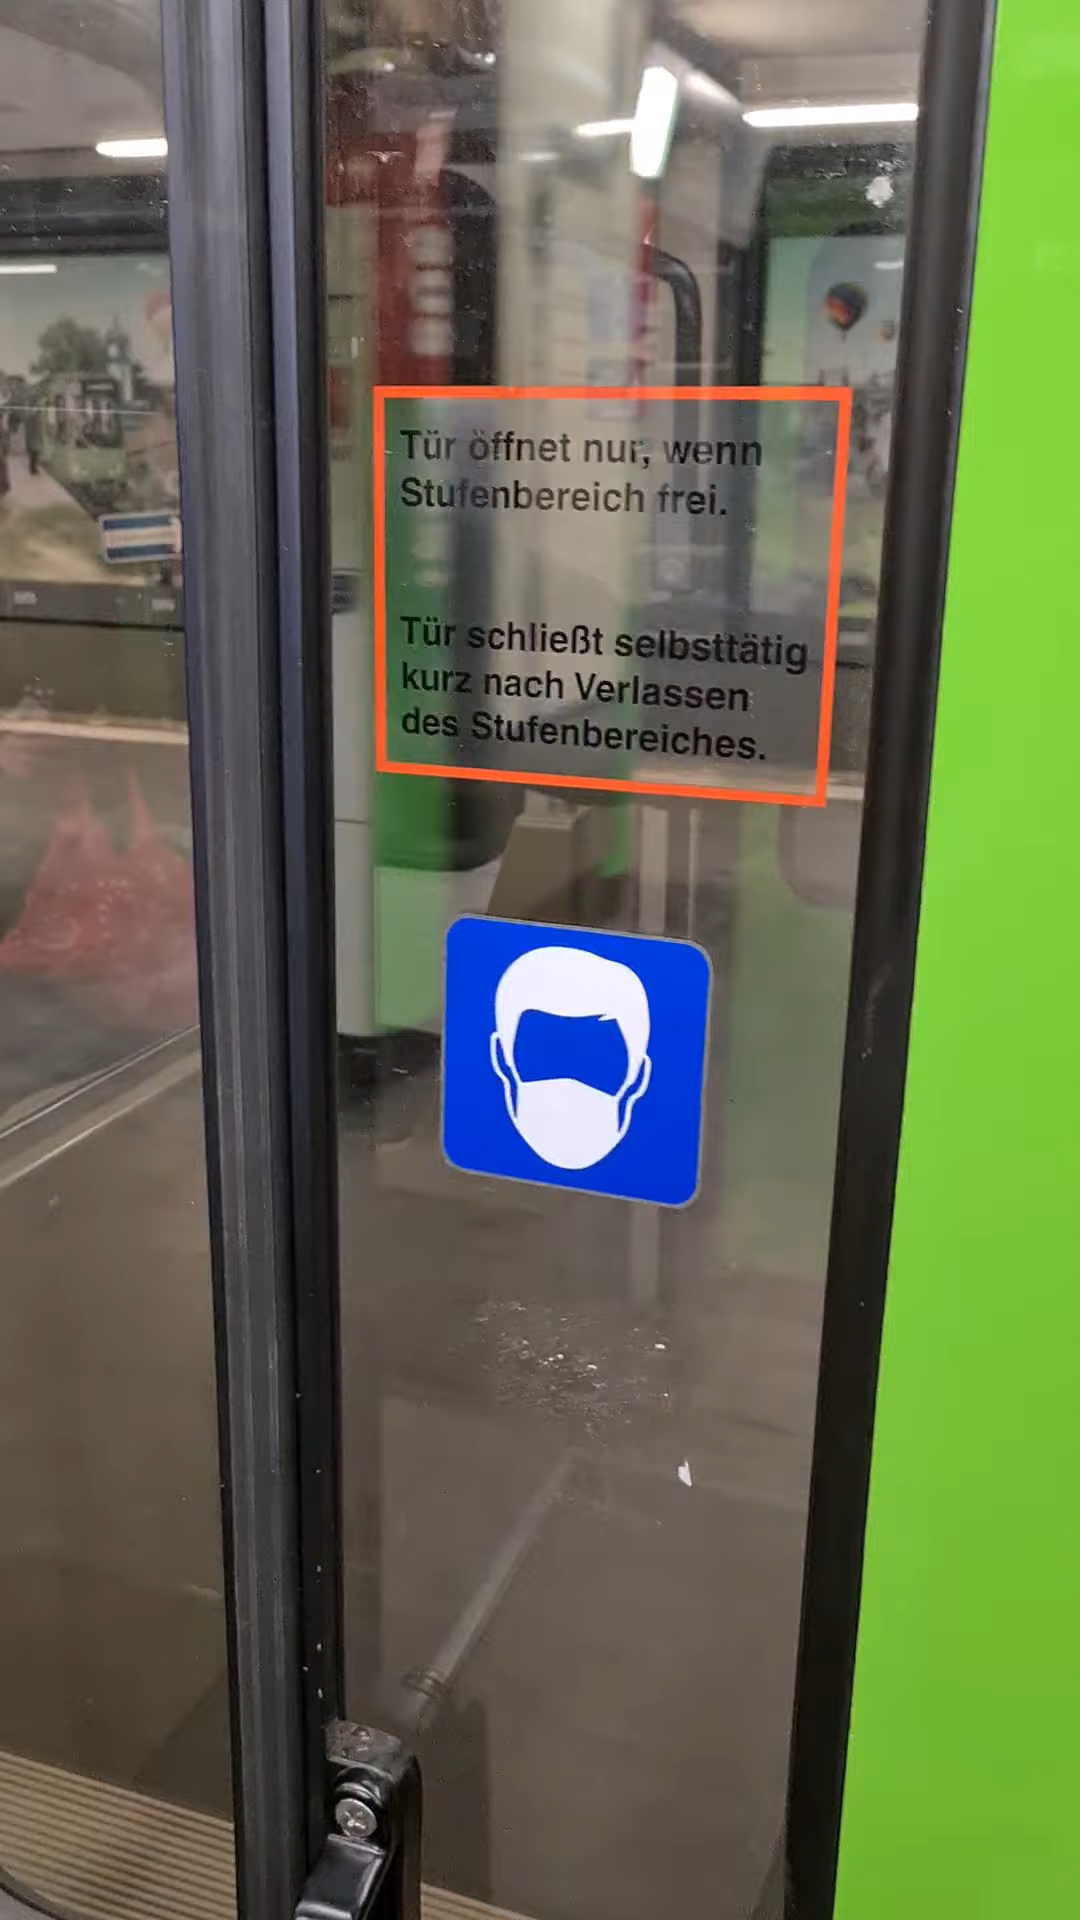 Tür öffnet nur, wenn
Stufenbereich frei.
Tür schließt selbsttätig
kurz nach Verlassen
des Stufenbereiches.